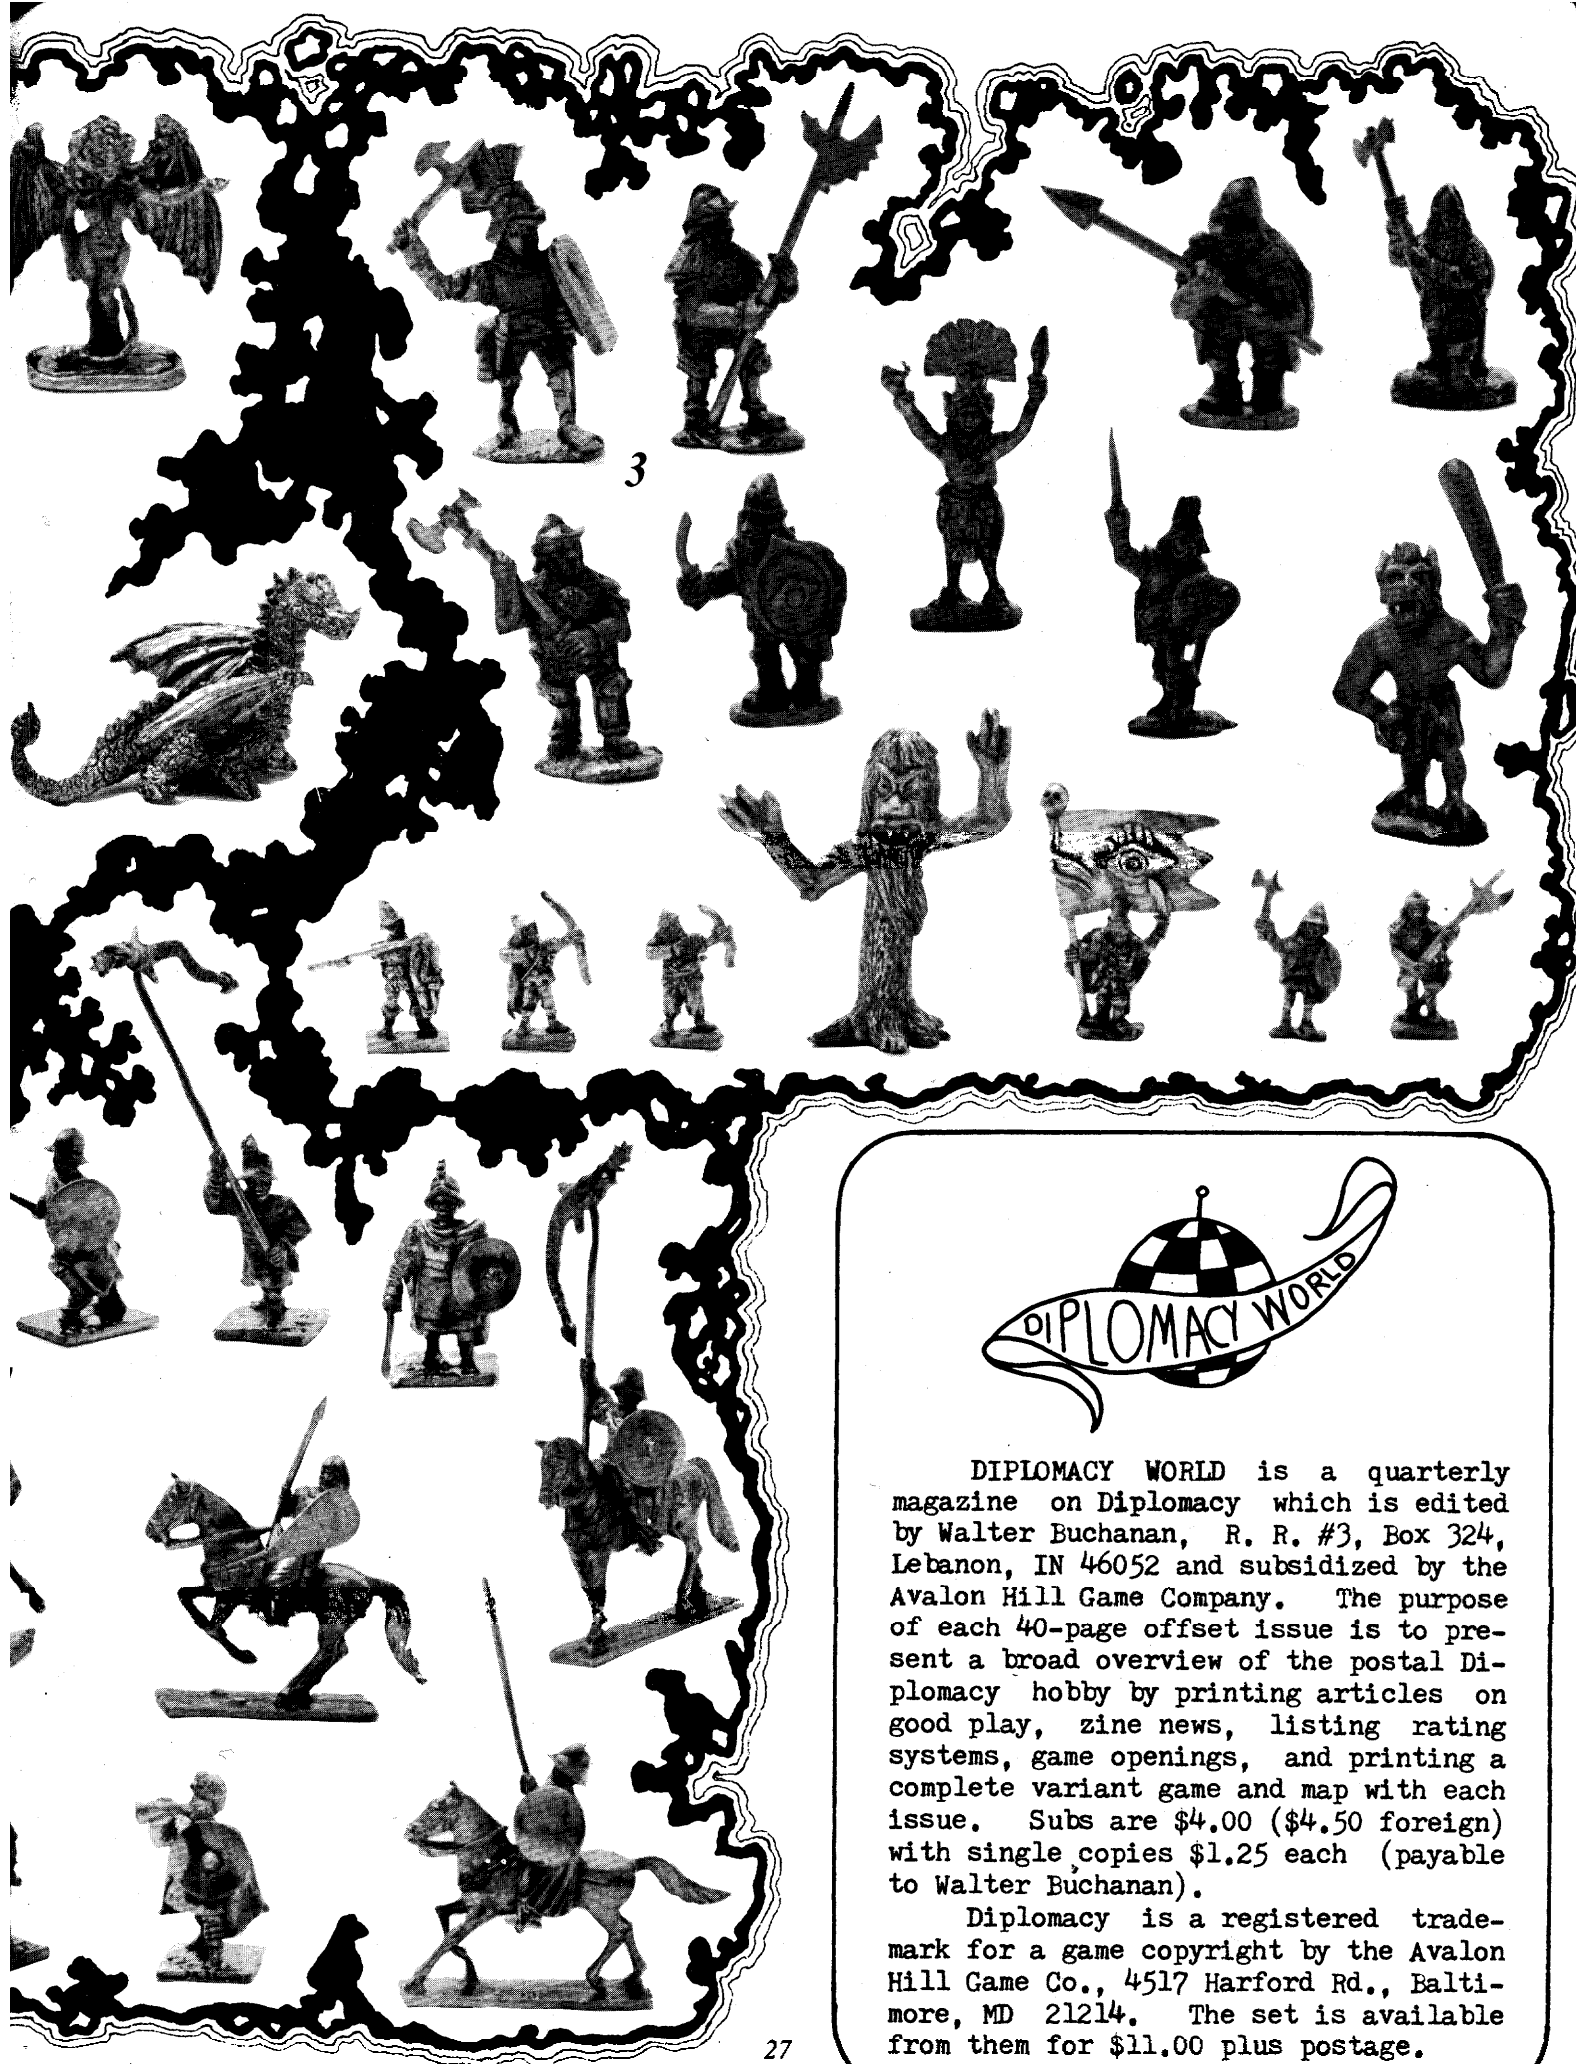 3
DIPLOMACY WORLD
DIPLOMACY WORLD is a quarterly
magazine on Diplomacy which is edited
by Walter Buchanan, R. R. #3, Box 324,
Lebanon, IN 46052 and subsidized by the
Avalon Hill Game Company. The purpose
of each 40-page offset issue is to pre-
sent a broad overview of the postal Di-
plomacy hobby by printing articles on
good play, zine news, listing rating
systems, game openings, and printing a
complete variant game and map with each
issue. Subs are $4.00 ($4.50 foreign)
with single copies $1.25 each (payable
to Walter Buchanan).
Diplomacy is a registered trade-
mark for a game copyright by the Avalon
Hill Game Co., 4517 Harford Rd., Balti-
more, MD 21214. The set is available
from them for $11.00 plus postage.
27